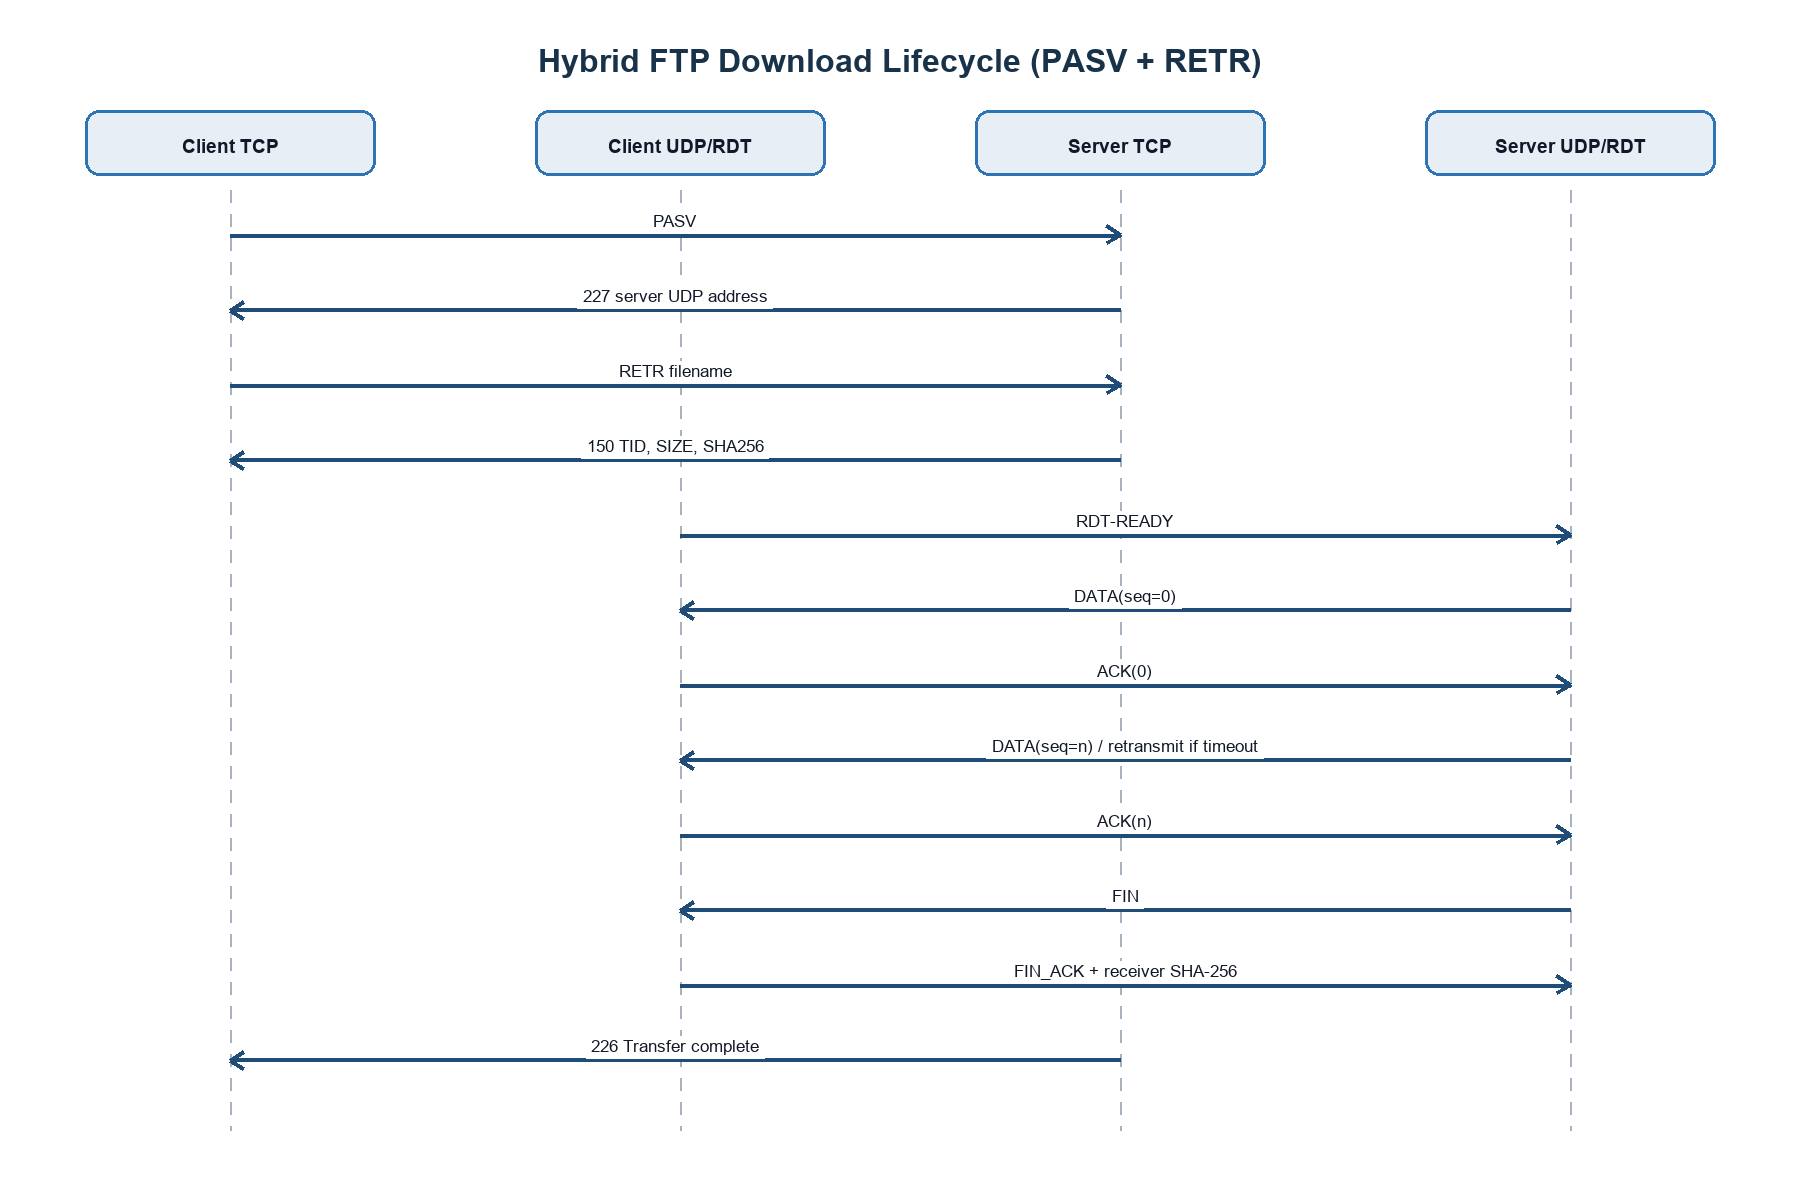 Hybrid FTP Download Lifecycle (PASV + RETR)
Client TCP
Client UDP/RDT
Server TCP
Server UDP/RDT
PASV
227 server UDP address
RETR filename
150 TID, SIZE, SHA256
RDT-READY
DATA(seq=0)
ACK(0)
DATA(seq=n) / retransmit if timeout
ACK(n)
FIN
FIN_ACK + receiver SHA-256
226 Transfer complete